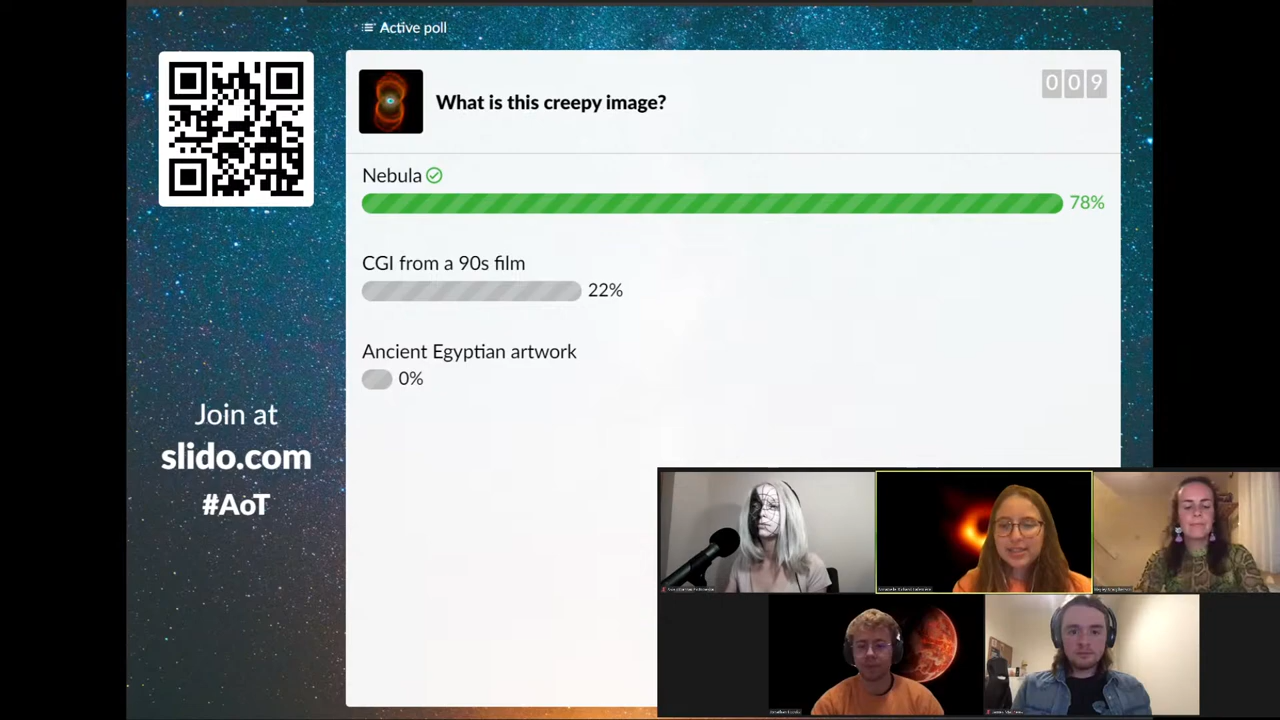 Active poll
What is this creepy image?
009
Nebula
78%
CGI from a 90s film
22%
Ancient Egyptian artwork
0%
Join at
slido.com
#AoT